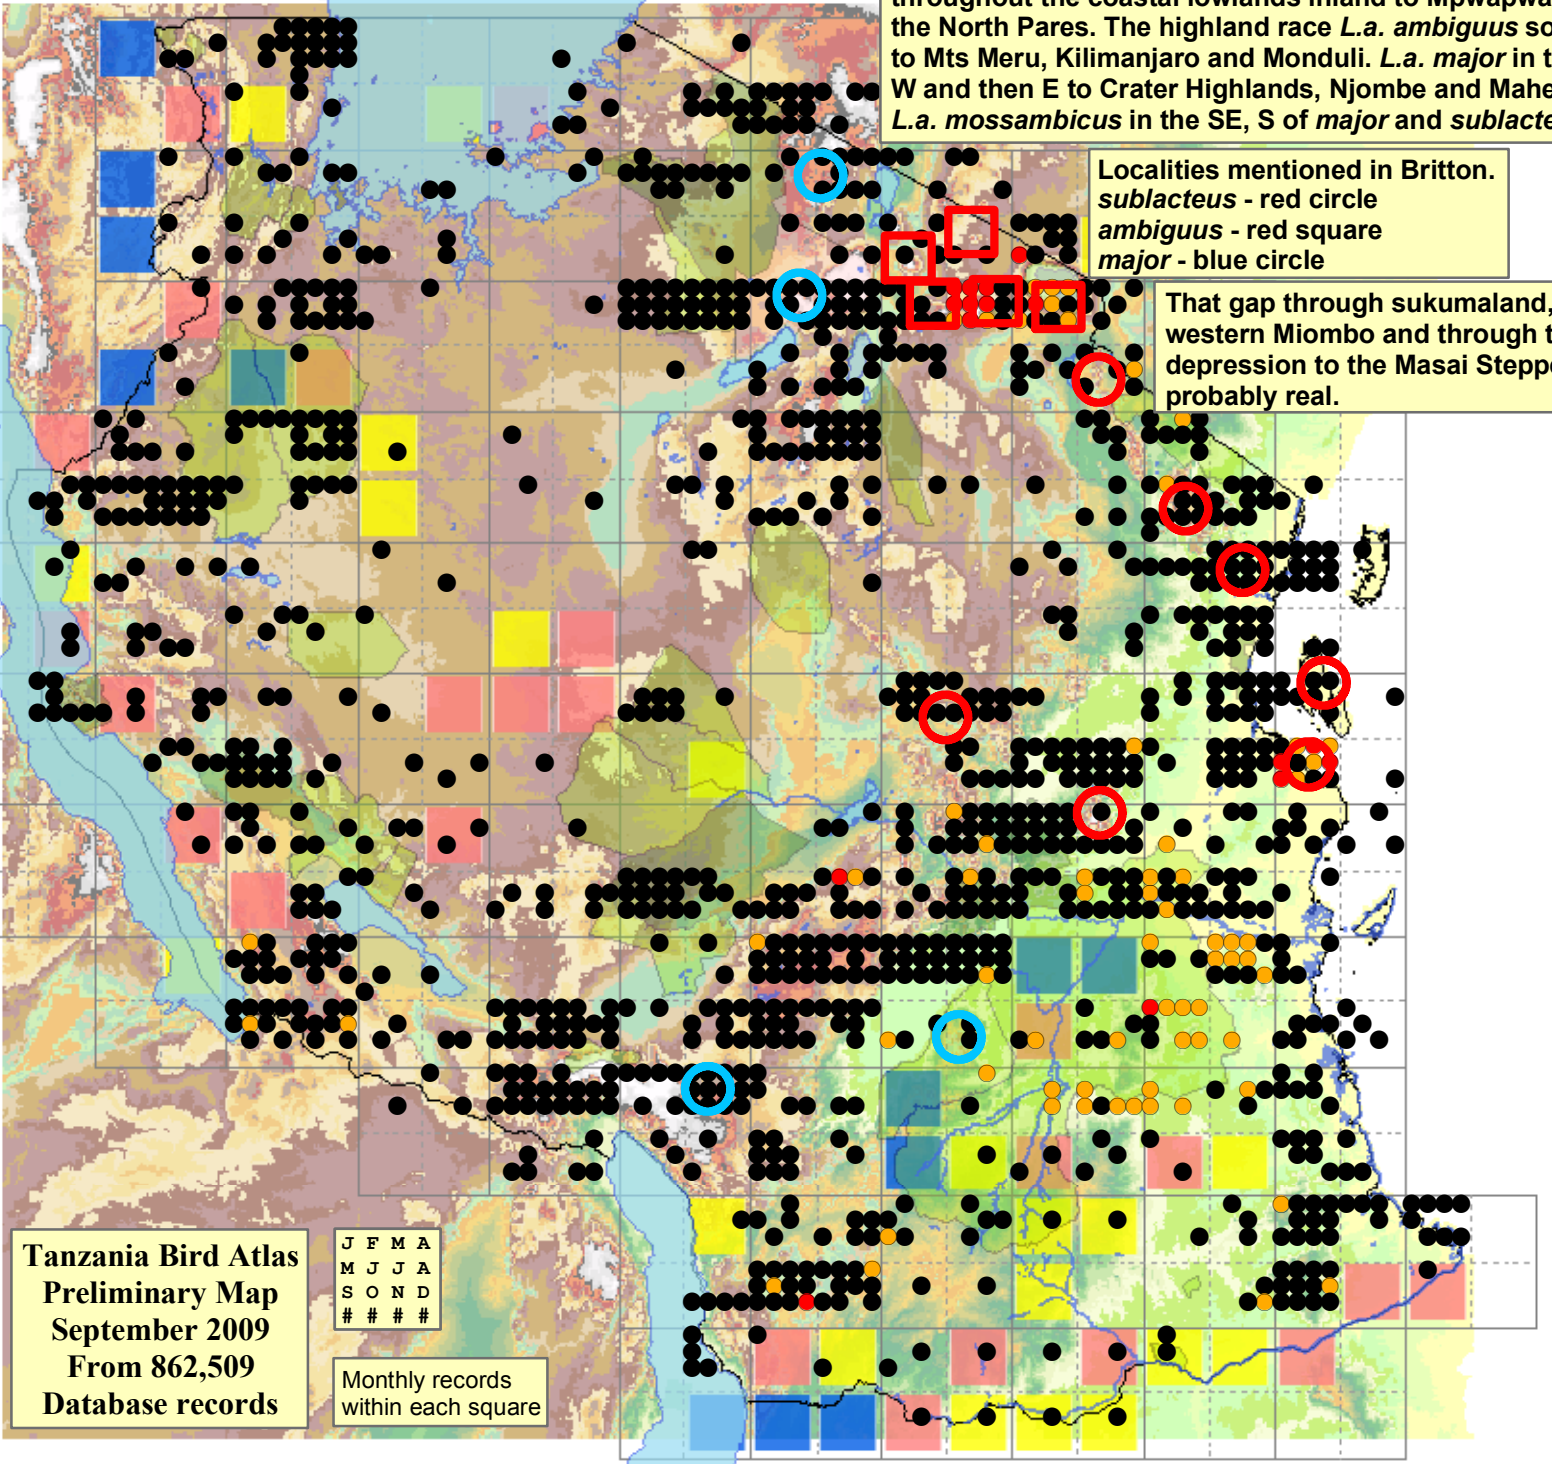 throughout the coastal lowlands inland to Mpwapwa
the North Pares. The highland race L.a. ambiguus so
to Mts Meru, Kilimanjaro and Monduli. L.a. major in t
W and then E to Crater Highlands, Njombe and Mahe
L.a. mossambicus in the SE, S of major and sublacte
Localities mentioned in Britton.
sublacteus - red circle
ambiguus - red square
major - blue circle
That gap through sukumaland,
western Miombo and through t
depression to the Masai Steppe
probably real.
Tanzania Bird Atlas
Preliminary Map
September 2009
From 862,509
Database records
J F M A
M J J A
S O N D
# # # #
Monthly records
within each square